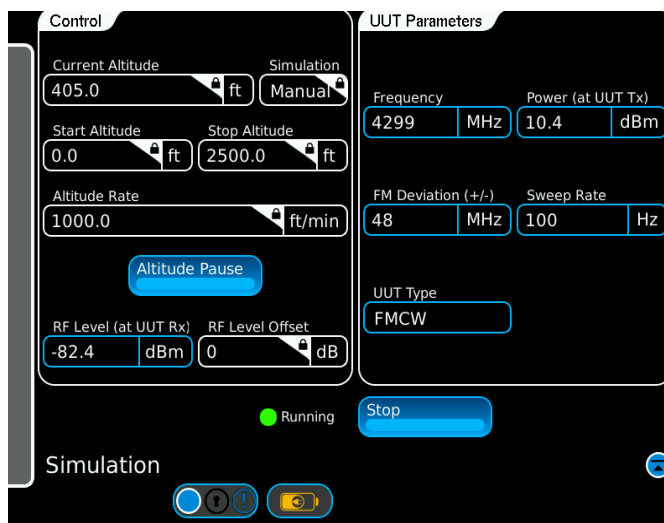 Control
Current Altitude
Simulation
405.0 ft
Manual
Start Altitude
Stop Altitude
0.0 ft
2500.0 ft
Altitude Rate
1000.0 ft/min
Altitude Pause
RF Level (at UUT Rx)
RF Level Offset
-82.4 dBm
0 dB
UUT Parameters
Frequency
Power (at UUT Tx)
4299 MHz
10.4 dBm
FM Deviation (+/-)
Sweep Rate
48 MHz
100 Hz
UUT Type
FMCW
Running
Stop
Simulation